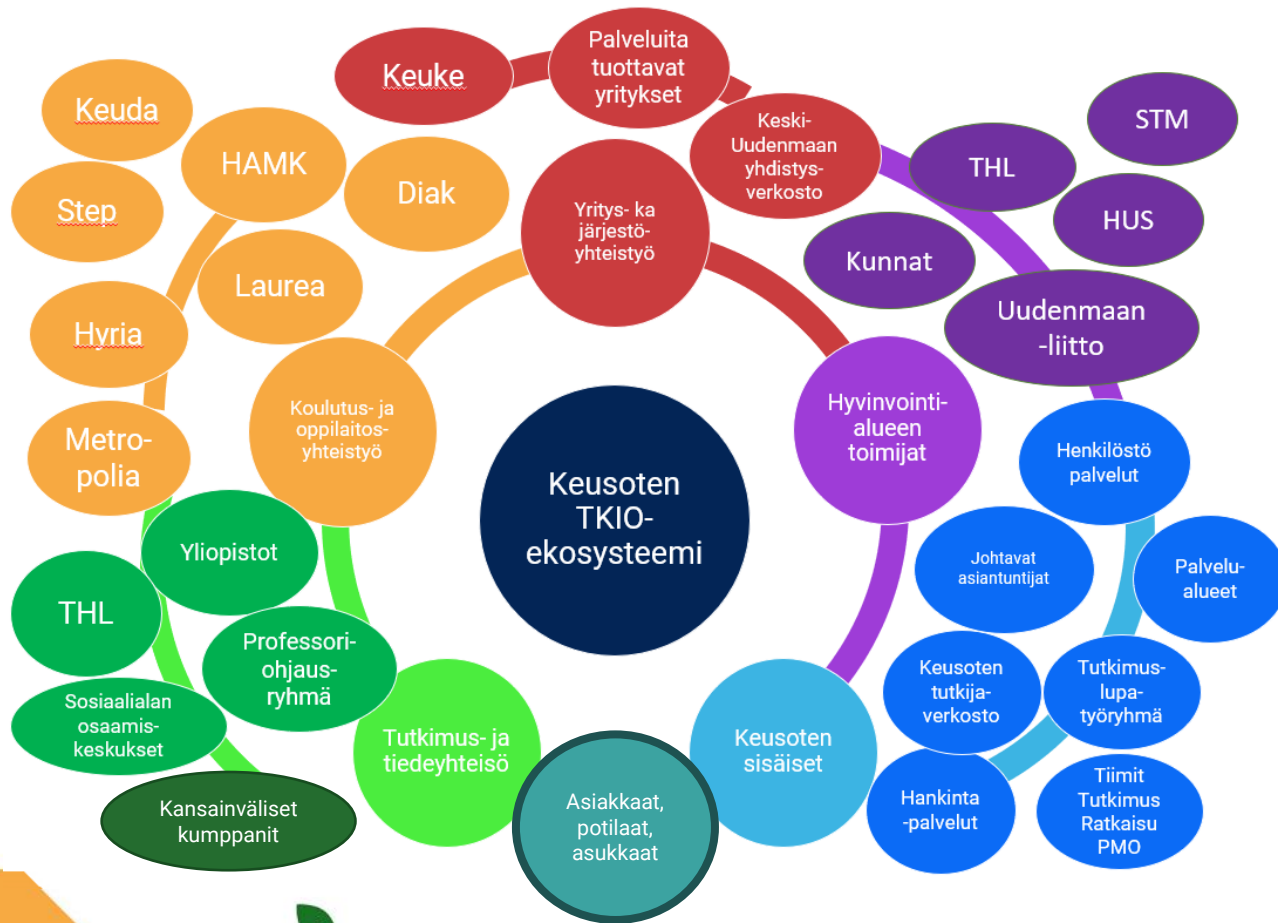 Keuke
Palveluita
tuottavat
yritykset
Keski-
Uudenmaan
yhdistys-
verkosto
Keuda
HAMK
Diak
Step
Laurea
Hyria
Metro-
polia
Koulutus- ja
oppilaitos-
yhteistyö
Yritys- ka
järjestö-
yhteistyö
STM
THL
HUS
Kunnat
Uudenmaan
-liitto
Hyvinvointi-
alueen
toimijat
Keusoten
TKIO-
ekosysteemi
Henkilöstö
palvelut
Johtavat
asiantuntijat
Palvelu-
alueet
Keusoten
tutkija-
verkosto
Tutkimus-
lupa-
työryhmä
Hankinta
-palvelut
Tiimit
Tutkimus
Ratkaisu
PMO
Keusoten
sisäiset
Asiakkaat,
potilaat,
asukkaat
Tutkimus- ja
tiedeyhteisö
Yliopistot
THL
Professori-
ohjaus-
ryhmä
Sosiaalialan
osaamis-
keskukset
Kansainväliset
kumppanit